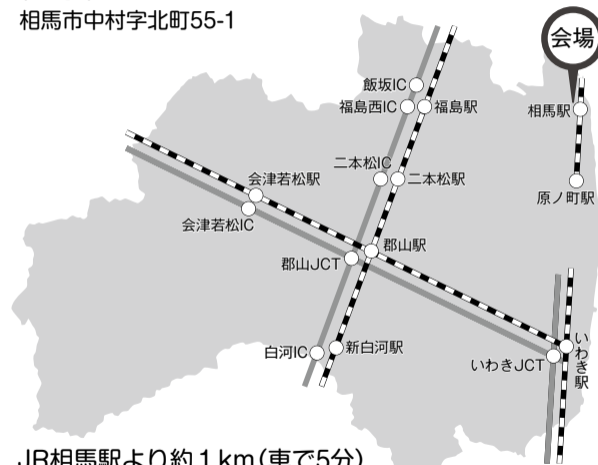 相馬市中村字北町55-1
会場
飯坂IC
福島西IC
福島駅
相馬駅
二本松IC
二本松駅
会津若松駅
原ノ町駅
会津若松IC
郡山駅
郡山JCT
白河IC
新白河駅
いわき駅
いわきJCT
JR相馬駅より約1km(車で5分)